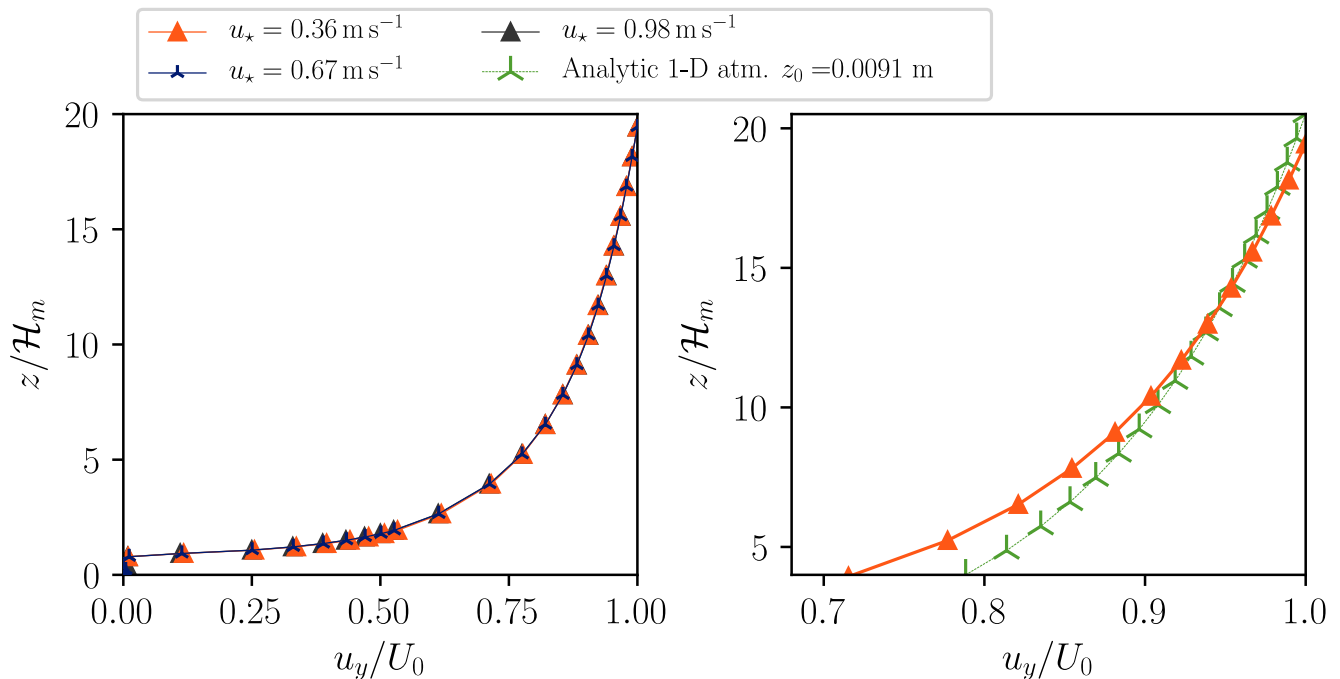 u⋆ = 0.36 m s⁻¹
u⋆ = 0.98 m s⁻¹
u⋆ = 0.67 m s⁻¹
Analytic 1-D atm. z₀ =0.0091 m
20
15
10
5
0
z/ℋₘ
0.00 0.25 0.50 0.75 1.00
u_y/U₀
20
15
10
5
z/ℋₘ
0.7 0.8 0.9 1.0
u_y/U₀